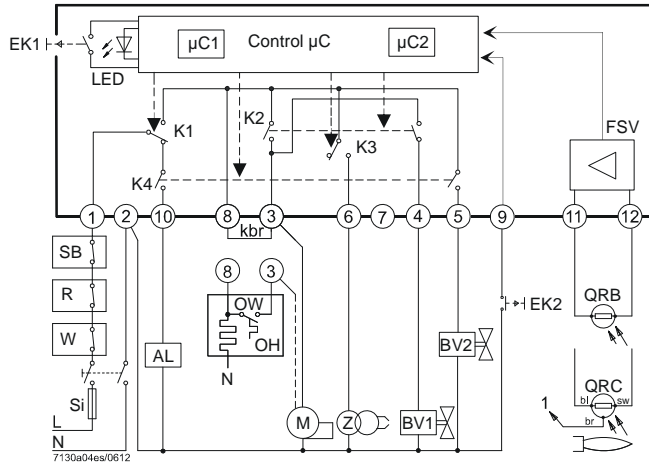 EK1
LED
µC1
Control µC
µC2
FSV
K1
K2
K3
K4
1
2
10
8
3
6
7
4
5
9
11
12
kbr
SB
R
W
Si
L
N
8
3
OW
OH
N
AL
M
Z
BV1
BV2
EK2
QRB
QRC
bl
sw
br
1
7130a04es/0612